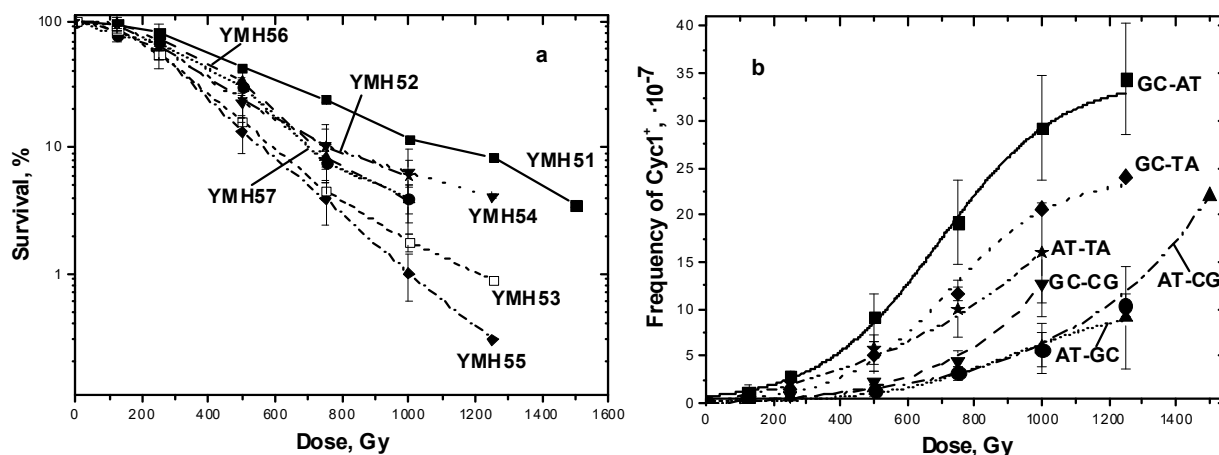 a
Survival, %
100
10
1
0
200
400
600
800
1000
1200
1400
1600
Dose, Gy
YMH56
YMH52
YMH51
YMH57
YMH54
YMH53
YMH55
b
Frequency of Cyc1⁺, ·10⁻⁷
40
35
30
25
20
15
10
5
0
0
200
400
600
800
1000
1200
1400
Dose, Gy
GC-AT
GC-TA
AT-TA
GC-CG
AT-CG
AT-GC